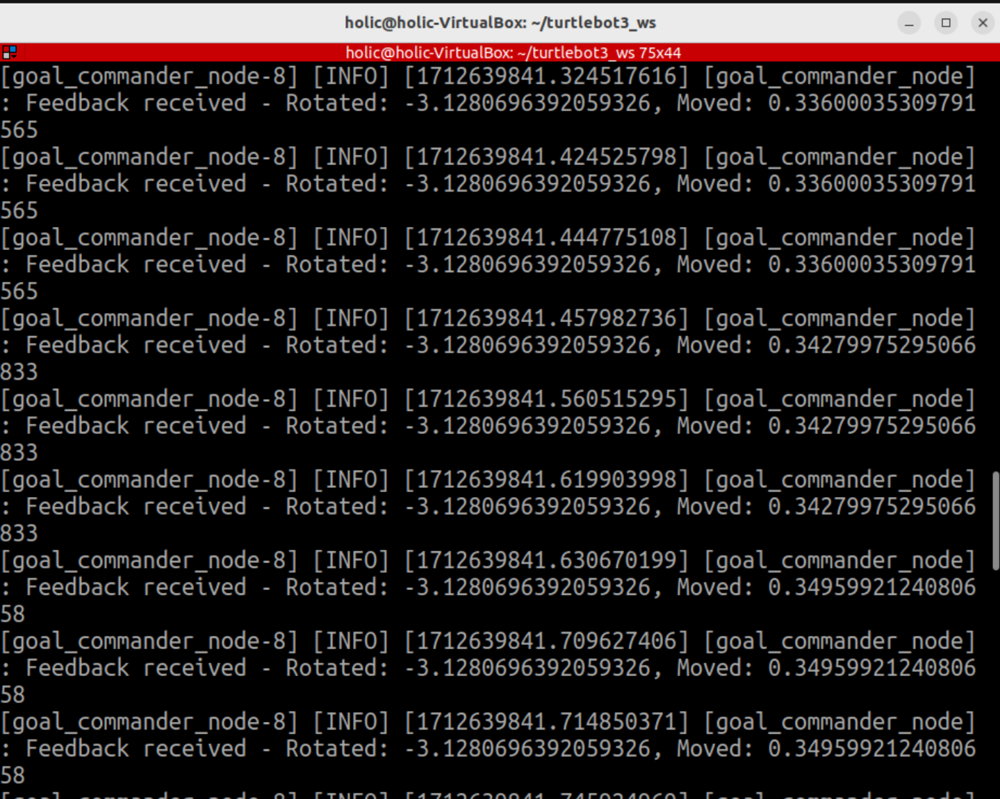 holic@holic-VirtualBox: ~/turtlebot3_ws
holic@holic-VirtualBox: ~/turtlebot3_ws 75x44
[goal_commander_node-8] [INFO] [1712639841.324517616] [goal_commander_node]
: Feedback received - Rotated: -3.1280696392059326, Moved: 0.33600035309791
565
[goal_commander_node-8] [INFO] [1712639841.424525798] [goal_commander_node]
: Feedback received - Rotated: -3.1280696392059326, Moved: 0.33600035309791
565
[goal_commander_node-8] [INFO] [1712639841.444775108] [goal_commander_node]
: Feedback received - Rotated: -3.1280696392059326, Moved: 0.33600035309791
565
[goal_commander_node-8] [INFO] [1712639841.457982736] [goal_commander_node]
: Feedback received - Rotated: -3.1280696392059326, Moved: 0.34279975295066
833
[goal_commander_node-8] [INFO] [1712639841.560515295] [goal_commander_node]
: Feedback received - Rotated: -3.1280696392059326, Moved: 0.34279975295066
833
[goal_commander_node-8] [INFO] [1712639841.619903998] [goal_commander_node]
: Feedback received - Rotated: -3.1280696392059326, Moved: 0.34279975295066
833
[goal_commander_node-8] [INFO] [1712639841.630670199] [goal_commander_node]
: Feedback received - Rotated: -3.1280696392059326, Moved: 0.34959921240806
58
[goal_commander_node-8] [INFO] [1712639841.709627406] [goal_commander_node]
: Feedback received - Rotated: -3.1280696392059326, Moved: 0.34959921240806
58
[goal_commander_node-8] [INFO] [1712639841.714850371] [goal_commander_node]
: Feedback received - Rotated: -3.1280696392059326, Moved: 0.34959921240806
58
[goal_commander_node-8] [INFO] [goal_commander_node]